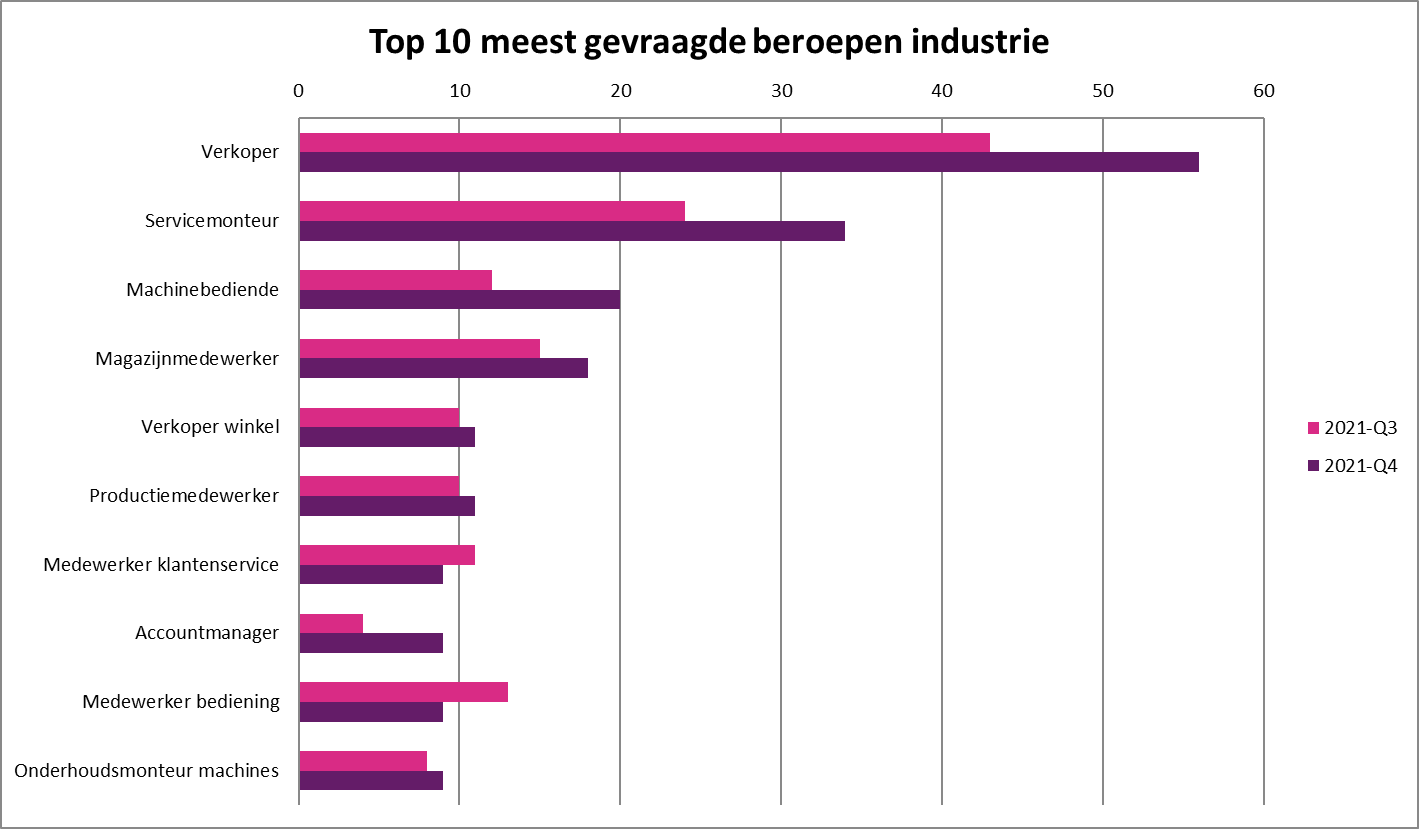 Top 10 meest gevraagde beroepen industrie
0 10 20 30 40 50 60
Verkoper
Servicemonteur
Machinebediende
Magazijnmedewerker
Verkoper winkel
Productiemedewerker
Medewerker klantenservice
Accountmanager
Medewerker bediening
Onderhoudsmonteur machines
2021-Q3
2021-Q4